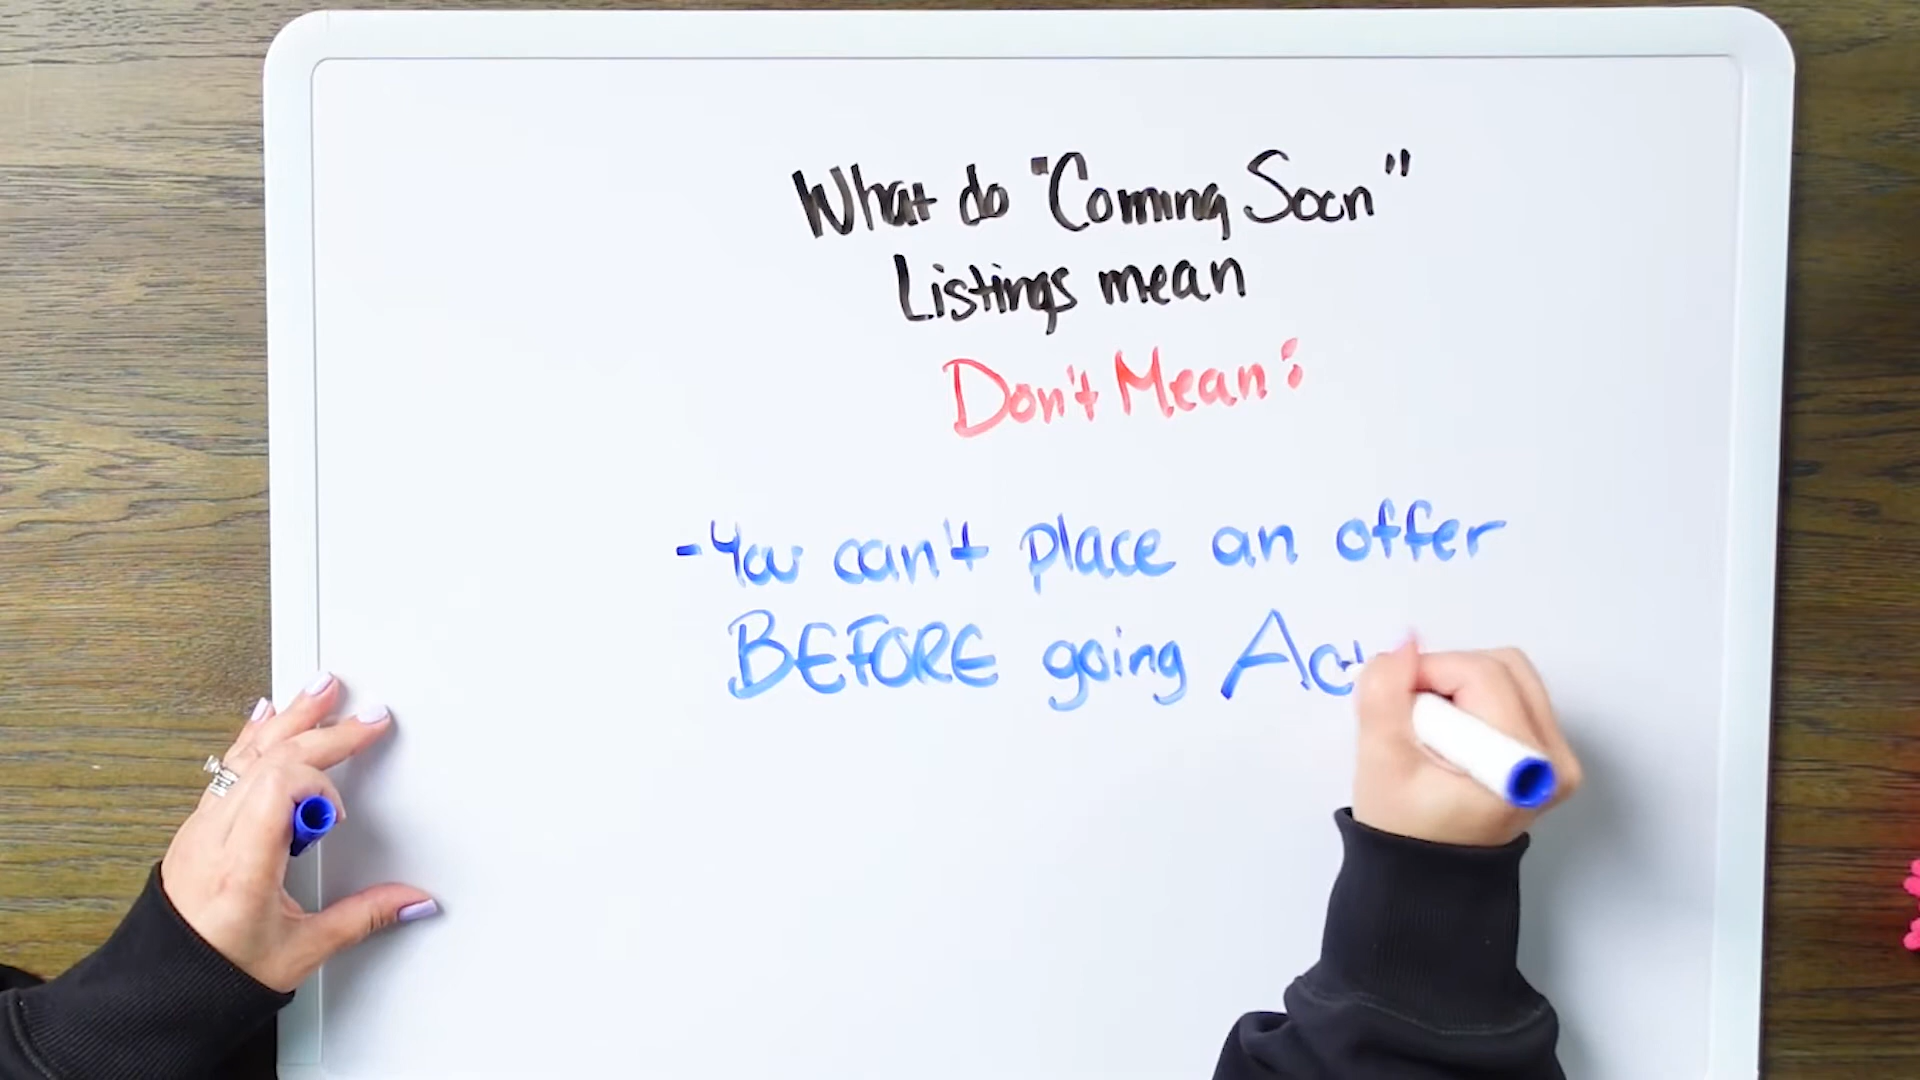 What do "Coming Soon"
Listings mean
Don't Mean:
-You can't place an offer
BEFORE going